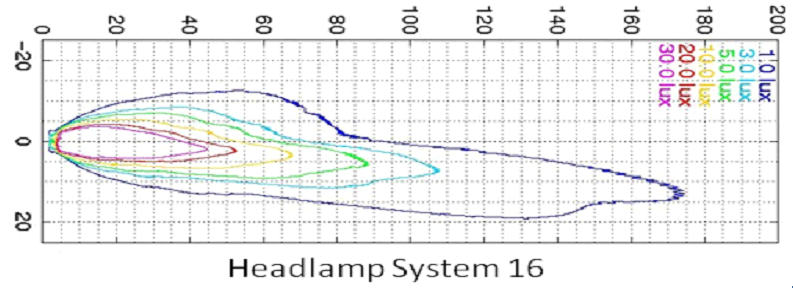 0 20 40 60 80 100 120 140 160 180 200
-20
0
20
1.0 lux
3.0 lux
5.0 lux
10.0 lux
20.0 lux
30.0 lux
Headlamp System 16